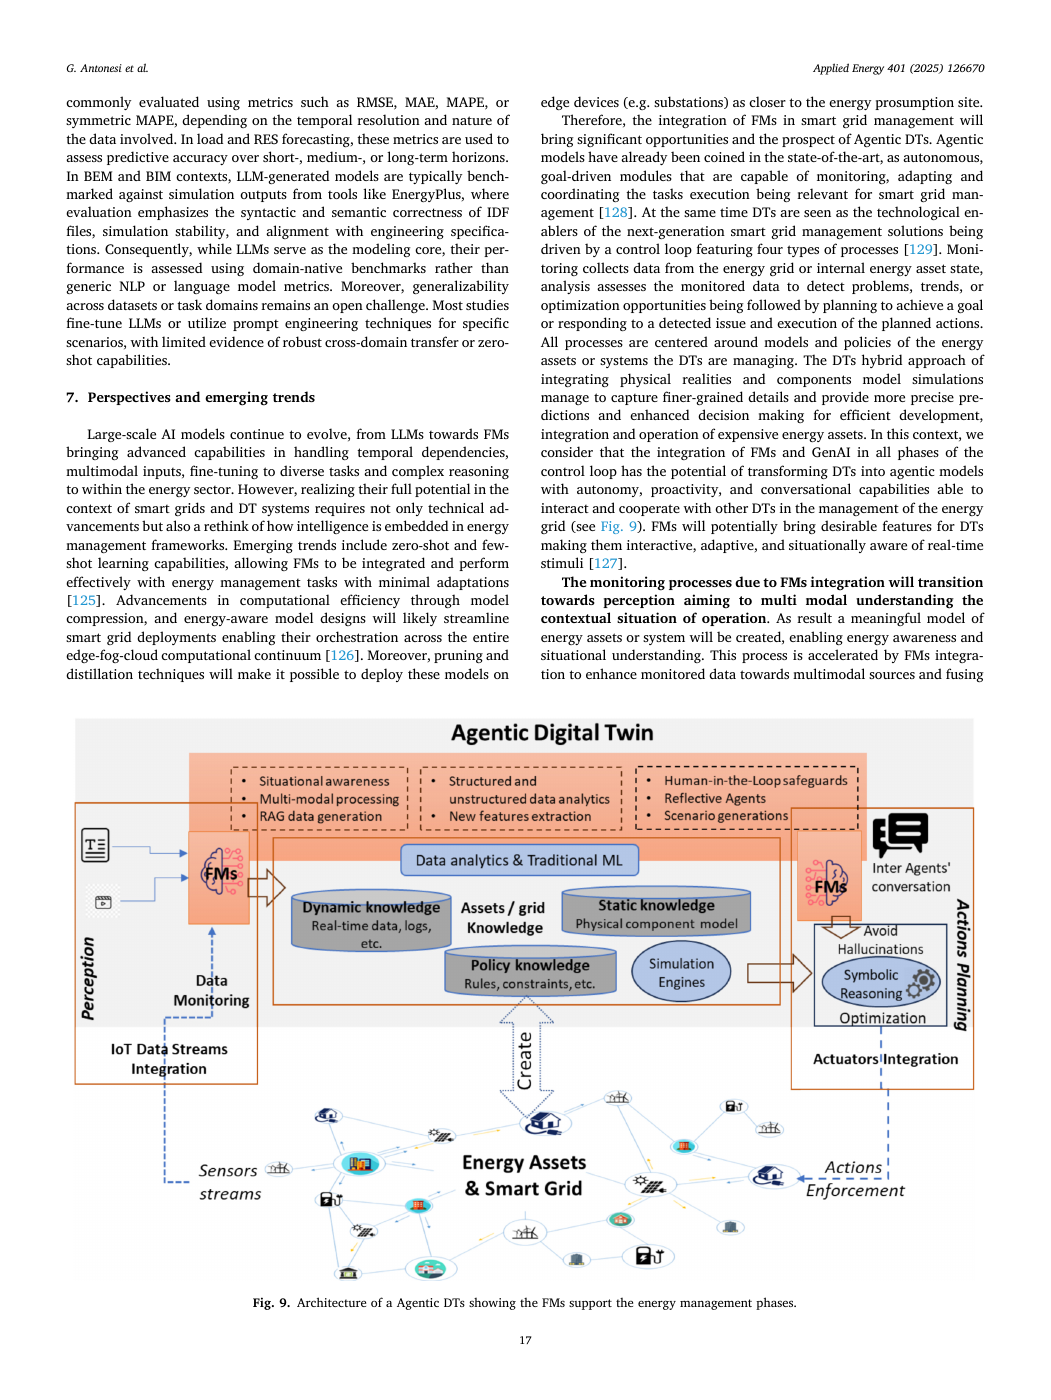 G. Antonesi et al.
Applied Energy 401 (2025) 126670
commonly evaluated using metrics such as RMSE, MAE, MAPE, or
symmetric MAPE, depending on the temporal resolution and nature of
the data involved. In load and RES forecasting, these metrics are used to
assess predictive accuracy over short-, medium-, or long-term horizons.
In BEM and BIM contexts, LLM-generated models are typically bench-
marked against simulation outputs from tools like EnergyPlus, where
evaluation emphasizes the syntactic and semantic correctness of IDF
files, simulation stability, and alignment with engineering specifica-
tions. Consequently, while LLMs serve as the modeling core, their per-
formance is assessed using domain-native benchmarks rather than
generic NLP or language model metrics. Moreover, generalizability
across datasets or task domains remains an open challenge. Most studies
fine-tune LLMs or utilize prompt engineering techniques for specific
scenarios, with limited evidence of robust cross-domain transfer or zero-
shot capabilities.
7. Perspectives and emerging trends
Large-scale AI models continue to evolve, from LLMs towards FMs
bringing advanced capabilities in handling temporal dependencies,
multimodal inputs, fine-tuning to diverse tasks and complex reasoning
to within the energy sector. However, realizing their full potential in the
context of smart grids and DT systems requires not only technical ad-
vancements but also a rethink of how intelligence is embedded in energy
management frameworks. Emerging trends include zero-shot and few-
shot learning capabilities, allowing FMs to be integrated and perform
effectively with energy management tasks with minimal adaptations
[125]. Advancements in computational efficiency through model
compression, and energy-aware model designs will likely streamline
smart grid deployments enabling their orchestration across the entire
edge-fog-cloud computational continuum [126]. Moreover, pruning and
distillation techniques will make it possible to deploy these models on
edge devices (e.g. substations) as closer to the energy prosumption site.
Therefore, the integration of FMs in smart grid management will
bring significant opportunities and the prospect of Agentic DTs. Agentic
models have already been coined in the state-of-the-art, as autonomous,
goal-driven modules that are capable of monitoring, adapting and
coordinating the tasks execution being relevant for smart grid man-
agement [128]. At the same time DTs are seen as the technological en-
ablers of the next-generation smart grid management solutions being
driven by a control loop featuring four types of processes [129]. Moni-
toring collects data from the energy grid or internal energy asset state,
analysis assesses the monitored data to detect problems, trends, or
optimization opportunities being followed by planning to achieve a goal
or responding to a detected issue and execution of the planned actions.
All processes are centered around models and policies of the energy
assets or systems the DTs are managing. The DTs hybrid approach of
integrating physical realities and components model simulations
manage to capture finer-grained details and provide more precise pre-
dictions and enhanced decision making for efficient development,
integration and operation of expensive energy assets. In this context, we
consider that the integration of FMs and GenAI in all phases of the
control loop has the potential of transforming DTs into agentic models
with autonomy, proactivity, and conversational capabilities able to
interact and cooperate with other DTs in the management of the energy
grid (see Fig. 9). FMs will potentially bring desirable features for DTs
making them interactive, adaptive, and situationally aware of real-time
stimuli [127].
The monitoring processes due to FMs integration will transition
towards perception aiming to multi modal understanding the
contextual situation of operation. As result a meaningful model of
energy assets or system will be created, enabling energy awareness and
situational understanding. This process is accelerated by FMs integra-
tion to enhance monitored data towards multimodal sources and fusing
Agentic Digital Twin
• Situational awareness
• Multi-modal processing
• RAG data generation
• Structured and
unstructured data analytics
• New features extraction
• Human-in-the-Loop safeguards
• Reflective Agents
• Scenario generations
FMs
Data analytics & Traditional ML
Dynamic knowledge
Real-time data, logs,
etc.
Assets / grid
Knowledge
Static knowledge
Physical component model
Policy knowledge
Rules, constraints, etc.
Simulation
Engines
FMs
Inter Agents'
conversation
Avoid
Hallucinations
Symbolic
Reasoning
Optimization
Actions Planning
Perception
Data
Monitoring
IoT Data Streams
Integration
Actuators Integration
Create
Sensors
streams
Energy Assets
& Smart Grid
Actions
Enforcement
Fig. 9. Architecture of a Agentic DTs showing the FMs support the energy management phases.
17